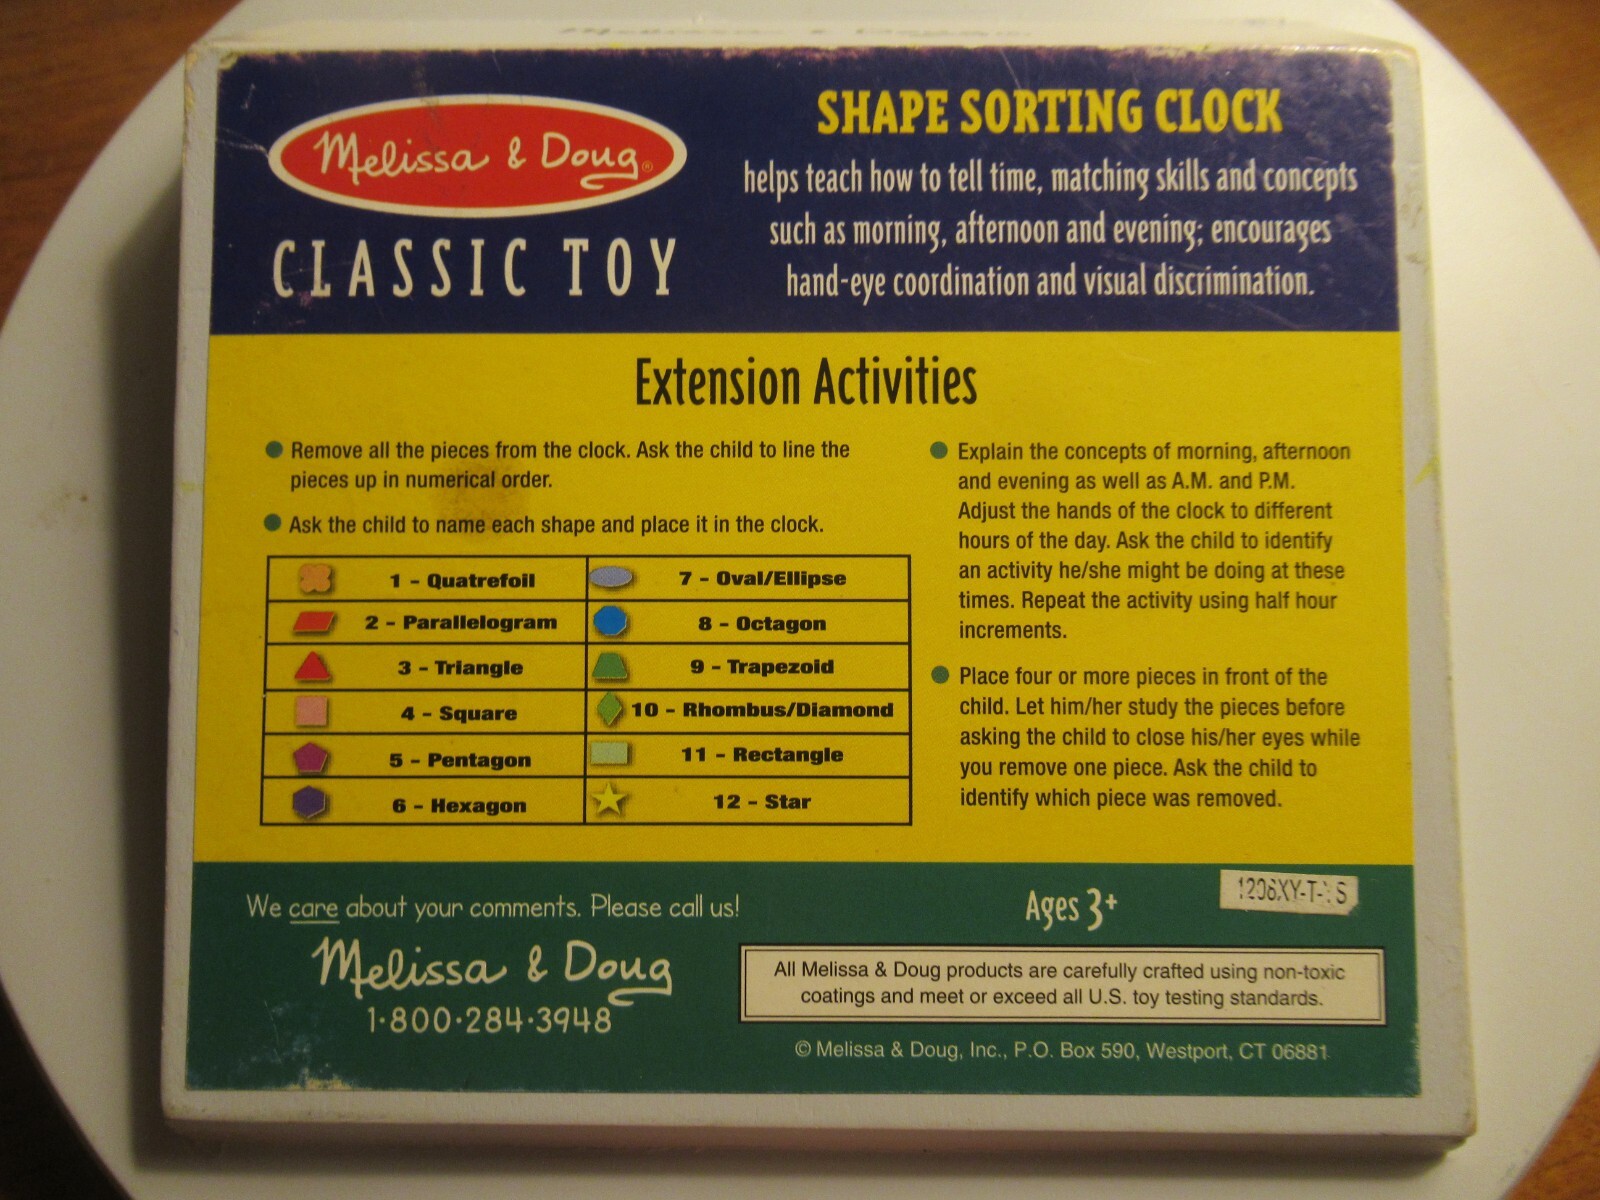 Melissa & Doug®
CLASSIC TOY
SHAPE SORTING CLOCK
helps teach how to tell time, matching skills and concepts
such as morning, afternoon and evening; encourages
hand-eye coordination and visual discrimination.
Extension Activities
Remove all the pieces from the clock. Ask the child to line the
pieces up in numerical order.
Ask the child to name each shape and place it in the clock.
1 - Quatrefoil
2 - Parallelogram
3 - Triangle
4 - Square
5 - Pentagon
6 - Hexagon
7 - Oval/Ellipse
8 - Octagon
9 - Trapezoid
10 - Rhombus/Diamond
11 - Rectangle
12 - Star
Explain the concepts of morning, afternoon
and evening as well as A.M. and P.M.
Adjust the hands of the clock to different
hours of the day. Ask the child to identify
an activity he/she might be doing at these
times. Repeat the activity using half hour
increments.
Place four or more pieces in front of the
child. Let him/her study the pieces before
asking the child to close his/her eyes while
you remove one piece. Ask the child to
identify which piece was removed.
We care about your comments. Please call us!
Melissa & Doug
1·800·284·3948
Ages 3+
All Melissa & Doug products are carefully crafted using non-toxic
coatings and meet or exceed all U.S. toy testing standards.
© Melissa & Doug, Inc., P.O. Box 590, Westport, CT 06881